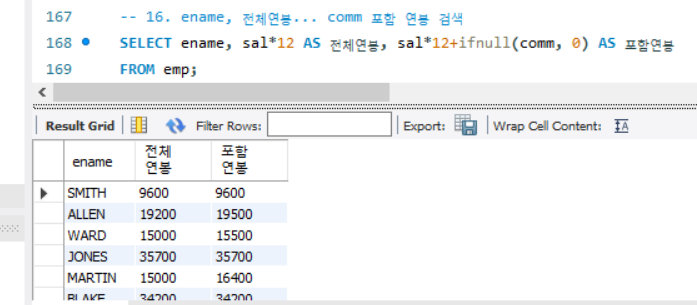 167 -- 16. ename, 전체연봉... comm 포함 연봉 검색
168 SELECT ename, sal*12 AS 전체연봉, sal*12+ifnull(comm, 0) AS 포함연봉
169 FROM emp;
Result Grid Filter Rows: Export: Wrap Cell Content: IA
ename 전체 연봉 포함 연봉
SMITH 9600 9600
ALLEN 19200 19500
WARD 15000 15500
JONES 35700 35700
MARTIN 15000 16400
BLAKE 34200 34200